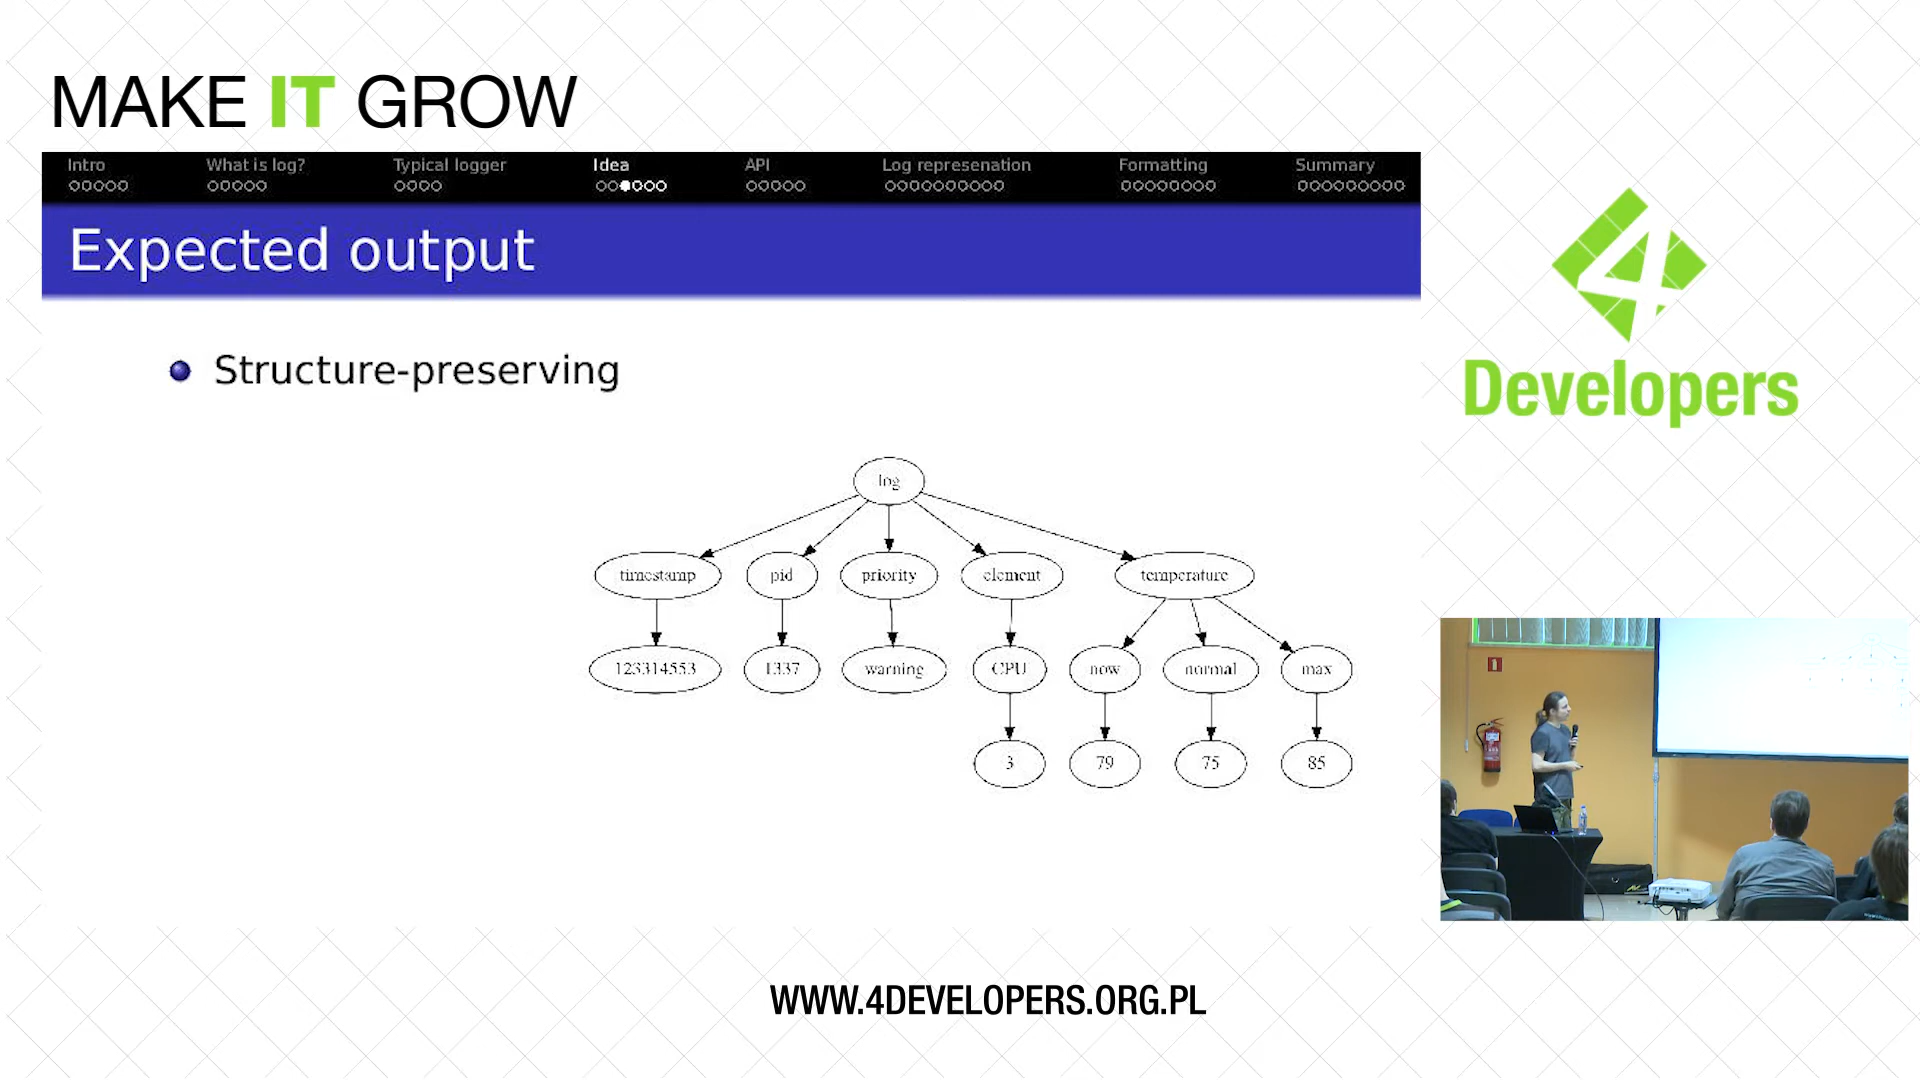 MAKE IT GROW
Intro What is log? Typical logger Idea API Log represenation Formatting Summary
Expected output
Structure-preserving
log
timestamp pid priority element temperature
123314553 1337 warning CPU now normal max
3 79 75 85
4
Developers
WWW.4DEVELOPERS.ORG.PL